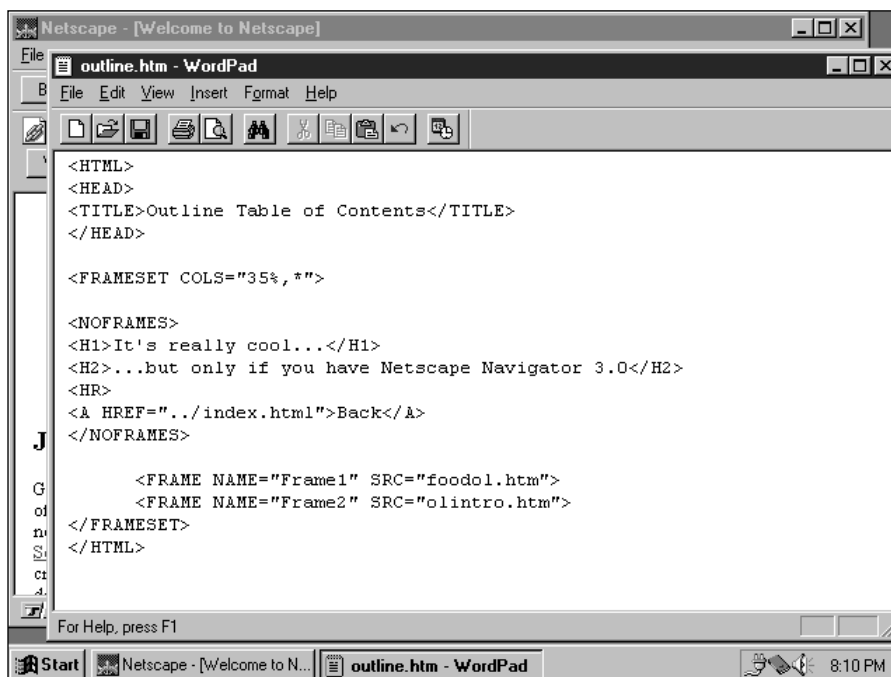 Netscape - [Welcome to Netscape]
File
outline.htm - WordPad
B
File Edit View Insert Format Help
<HTML>
<HEAD>
<TITLE>Outline Table of Contents</TITLE>
</HEAD>
<FRAMESET COLS="35%,*">
<NOFRAMES>
<H1>It's really cool...</H1>
<H2>...but only if you have Netscape Navigator 3.0</H2>
<HR>
<A HREF="../index.html">Back</A>
</NOFRAMES>
J
<FRAME NAME="Frame1" SRC="foodol.htm">
G
<FRAME NAME="Frame2" SRC="olintro.htm">
of
</FRAMESET>
</HTML>
For Help, press F1
Start Netscape - [Welcome to N... outline.htm - WordPad 8:10 PM